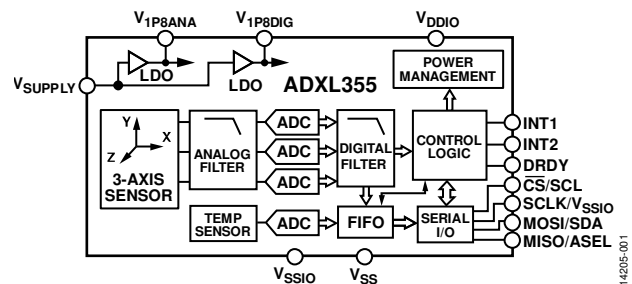 V1P8ANA
V1P8DIG
VDDIO
VSUPPLY
LDO
LDO
ADXL355
POWER
MANAGEMENT
Y
X
Z
3-AXIS
SENSOR
ANALOG
FILTER
ADC
ADC
ADC
DIGITAL
FILTER
CONTROL
LOGIC
INT1
INT2
DRDY
TEMP
SENSOR
ADC
FIFO
SERIAL
I/O
C̅S̅/SCL
SCLK/VSSIO
MOSI/SDA
MISO/ASEL
VSSIO
VSS
14205-001